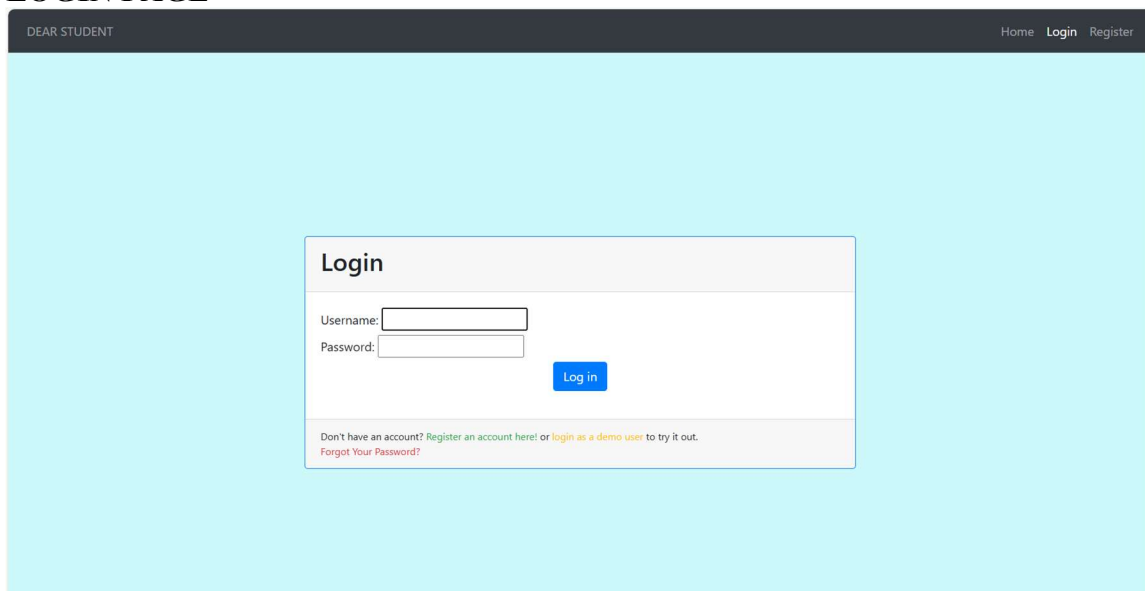 LOGIN PAGE
DEAR STUDENT
Home Login Register
Login
Username:
Password:
Log in
Don't have an account? Register an account here! or login as a demo user to try it out.
Forgot Your Password?